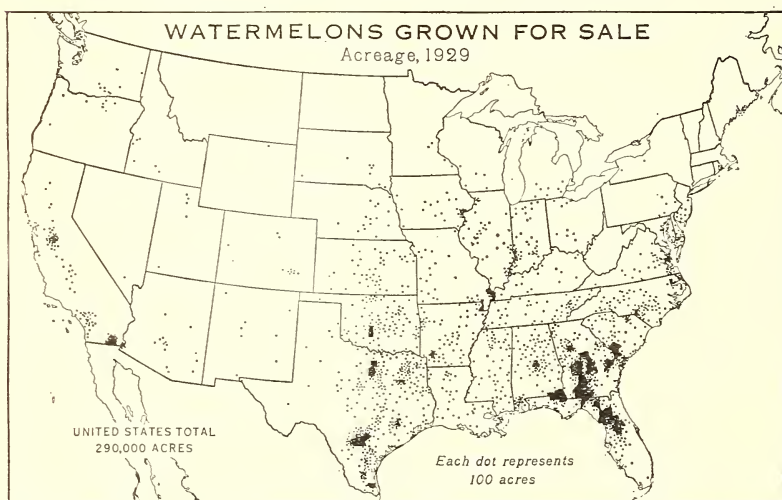 WATERMELONS GROWN FOR SALE
Acreage, 1929
UNITED STATES TOTAL
290,000 ACRES
Each dot represents
100 acres